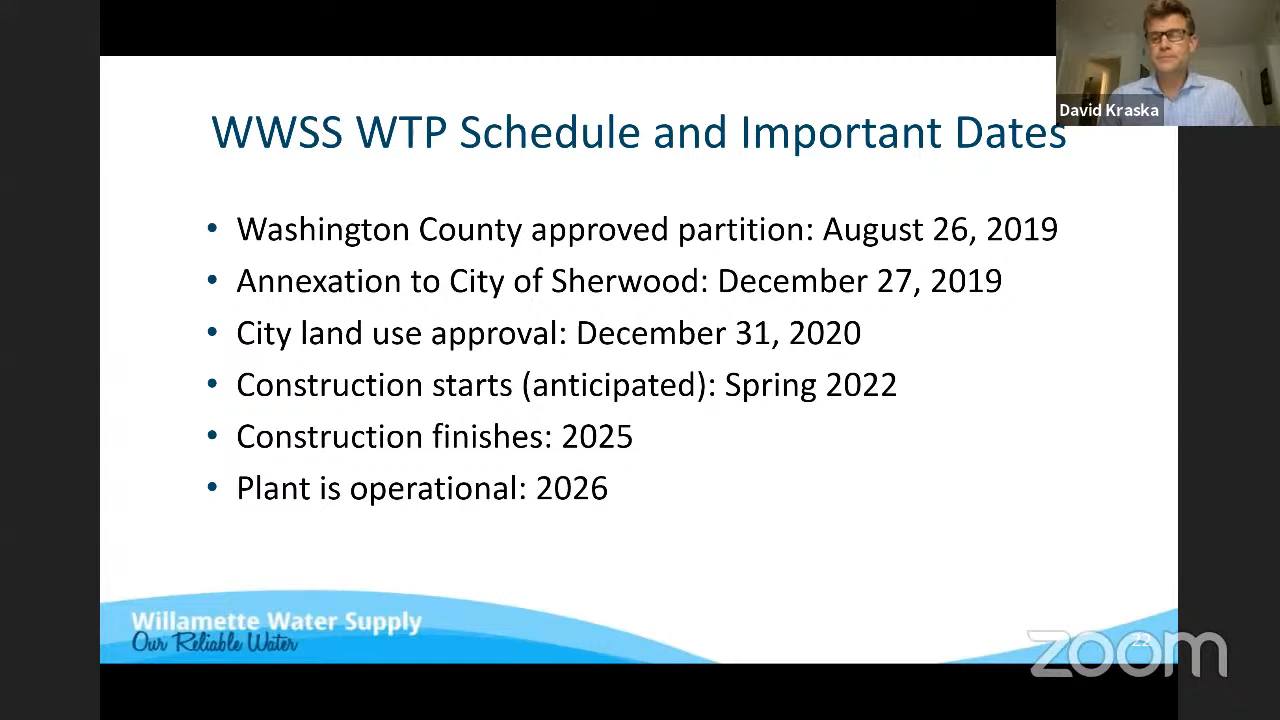 David Kraska
WWSS WTP Schedule and Important Dates
• Washington County approved partition: August 26, 2019
• Annexation to City of Sherwood: December 27, 2019
• City land use approval: December 31, 2020
• Construction starts (anticipated): Spring 2022
• Construction finishes: 2025
• Plant is operational: 2026
Willamette Water Supply
Our Reliable Water
22
zoom